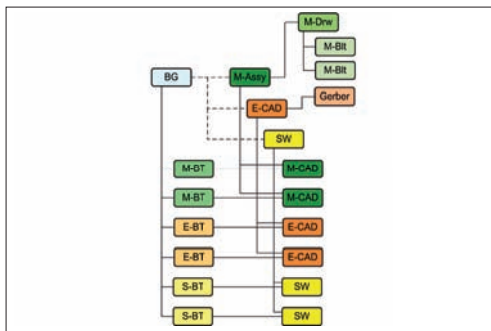 M-Drw
M-Blt
M-Blt
BG
M-Assy
Gerber
E-CAD
SW
M-BT
M-CAD
M-BT
M-CAD
E-BT
E-CAD
E-BT
E-CAD
S-BT
SW
S-BT
SW